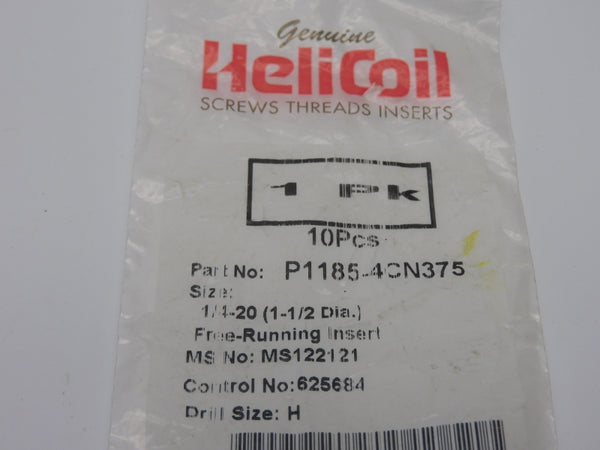 Genuine
HeliCoil
SCREWS THREADS INSERTS
1 Pk
10Pcs
Part No: P1185-4CN375
Size:
1/4-20 (1-1/2 Dia.)
Free-Running Insert
MS No: MS122121
Control No:625684
Drill Size: H